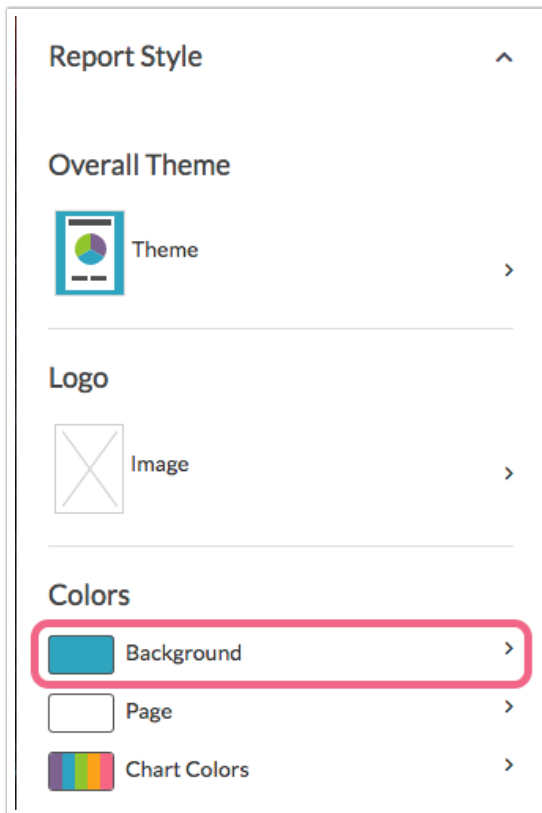 Report Style
Overall Theme
Theme
Logo
Image
Colors
Background
Page
Chart Colors